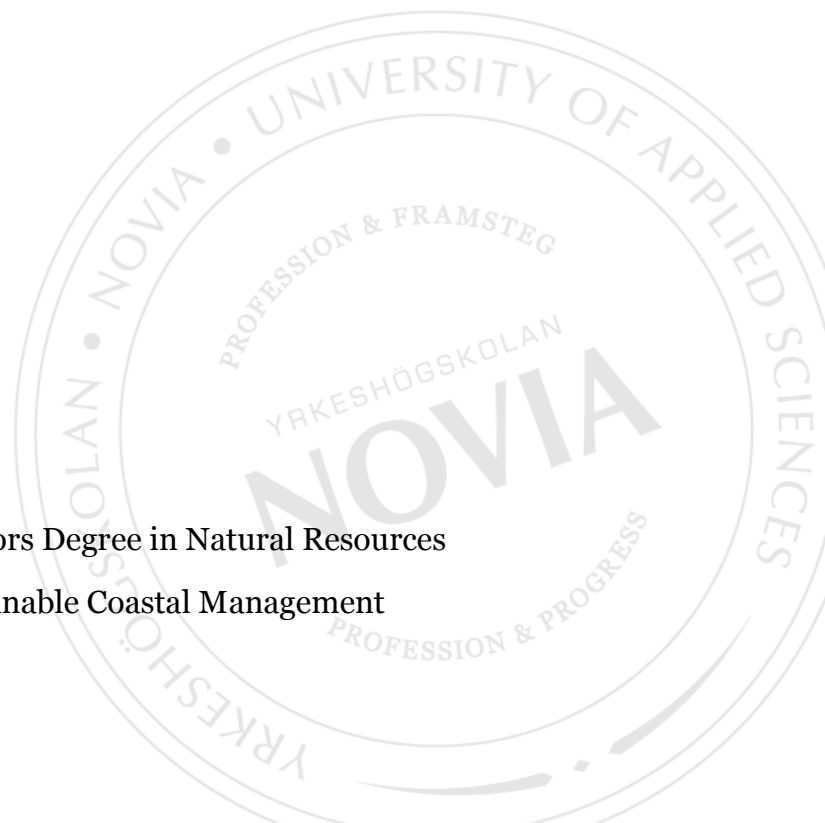 NOVIA • UNIVERSITY OF APPLIED SCIENCES
PROFESSION & FRAMSTEG
YRKESHÖGSKOLAN
NOVIA
ors Degree in Natural Resources
inable Coastal Management
PROFESSION & PROGRESS
YRKESHÖGSKOLAN